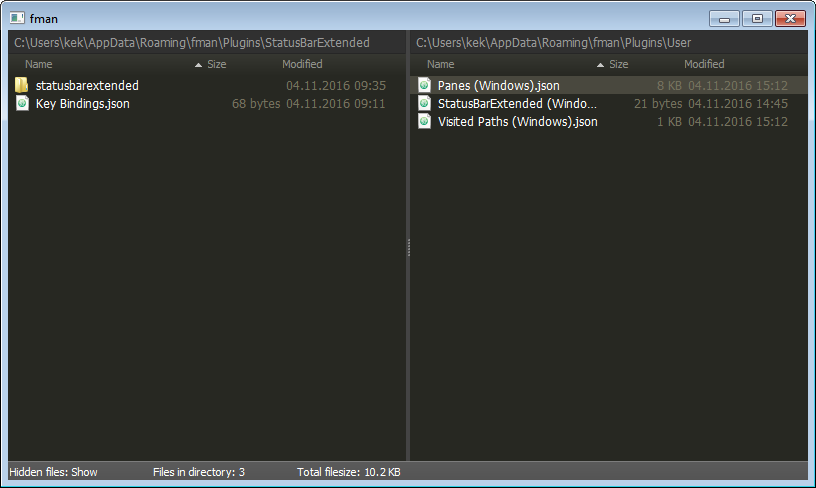 fman
C:\Users\kek\AppData\Roaming\fman\Plugins\StatusBarExtended
Name Size Modified
statusbarextended 04.11.2016 09:35
Key Bindings.json 68 bytes 04.11.2016 09:11
C:\Users\kek\AppData\Roaming\fman\Plugins\User
Name Size Modified
Panes (Windows).json 8 KB 04.11.2016 15:12
StatusBarExtended (Windo... 21 bytes 04.11.2016 14:45
Visited Paths (Windows).json 1 KB 04.11.2016 15:12
Hidden files: Show Files in directory: 3 Total filesize: 10.2 KB